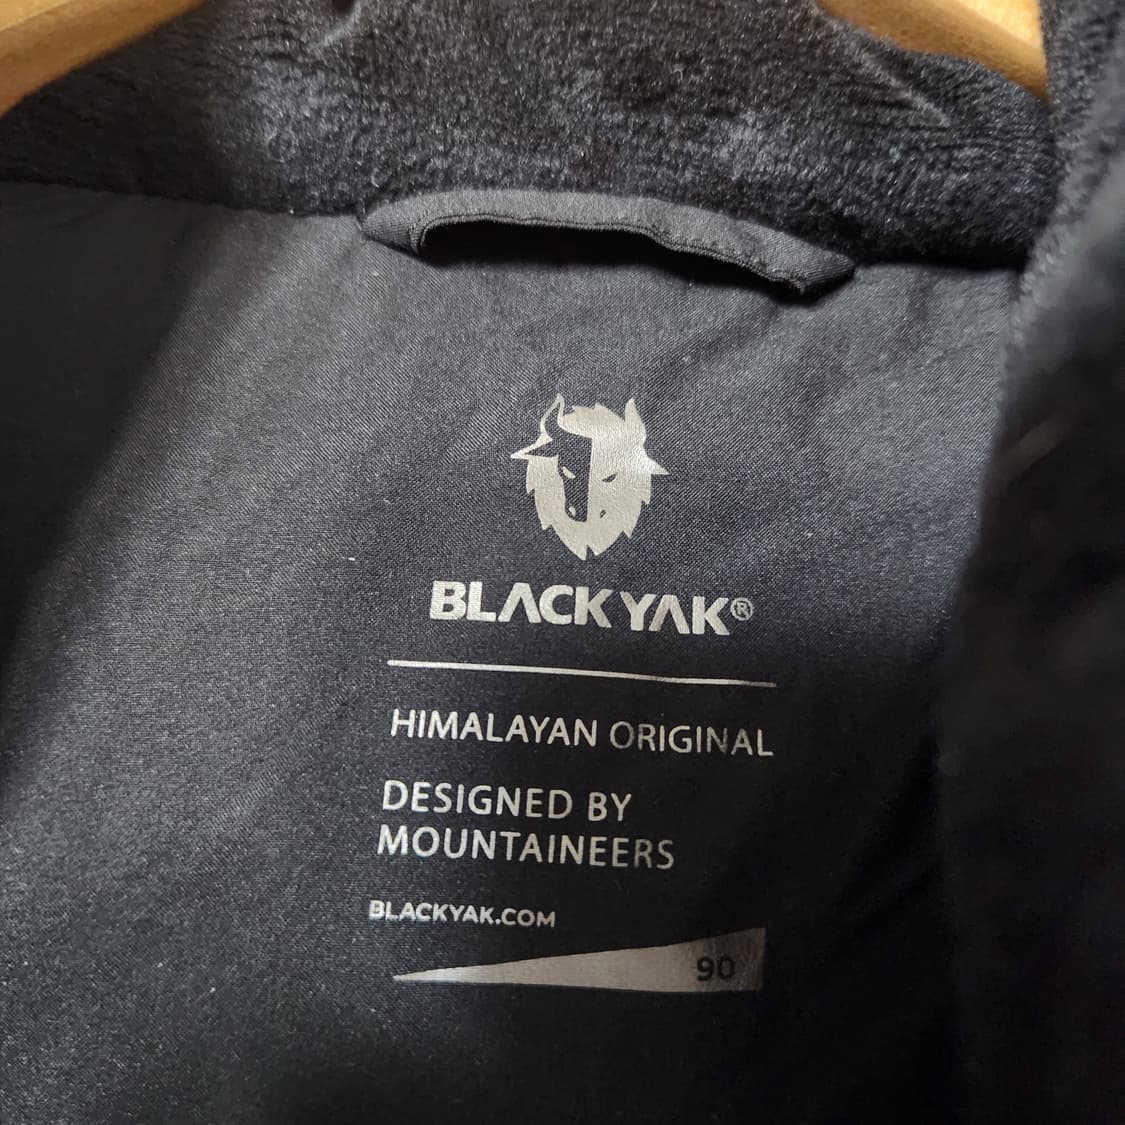 BLACKYAK®
HIMALAYAN ORIGINAL
DESIGNED BY
MOUNTAINEERS
BLACKYAK.COM
90